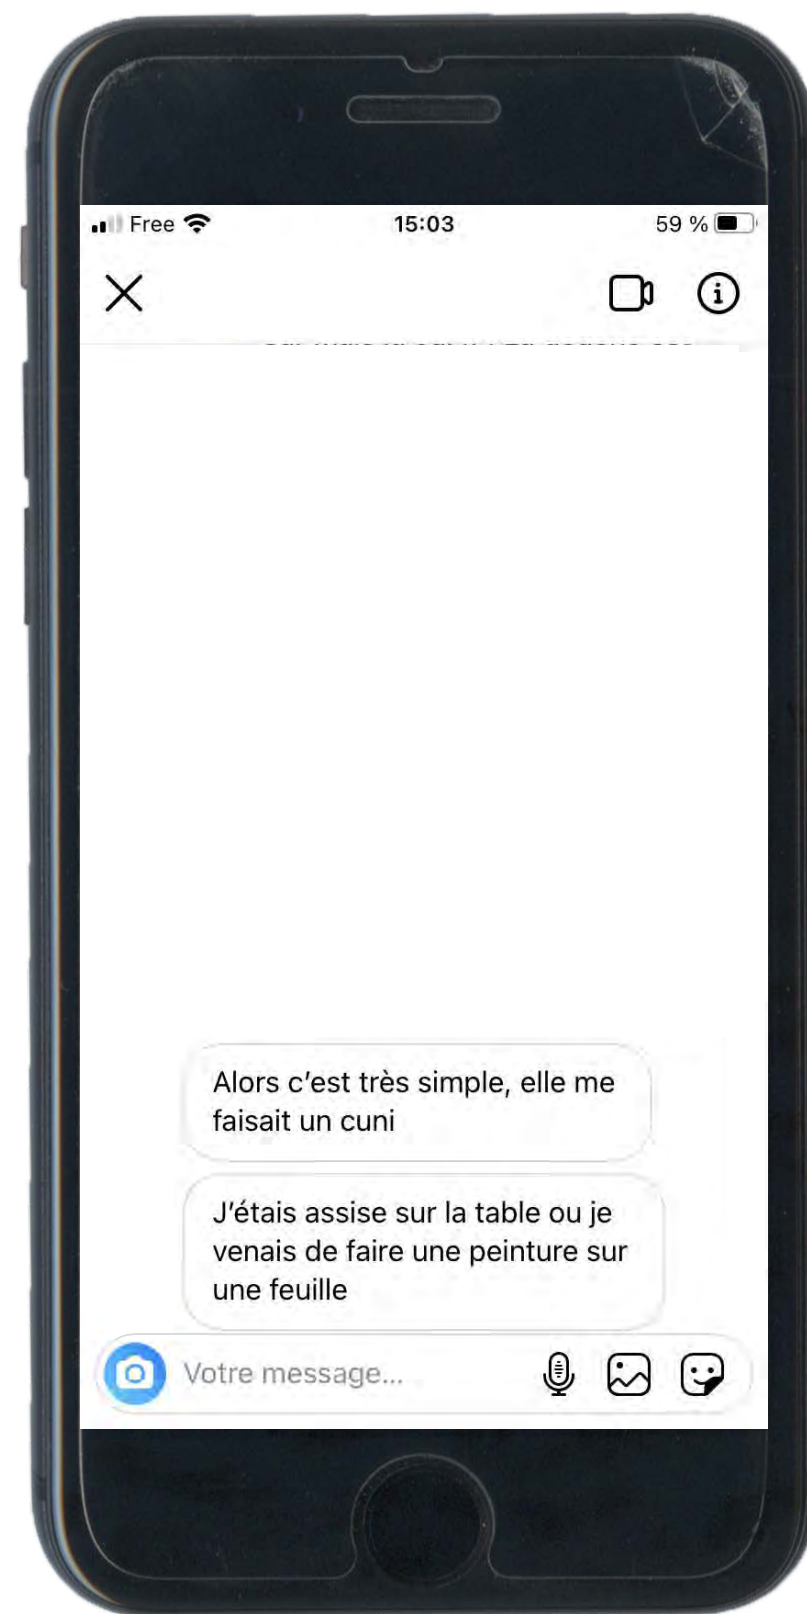 Free 15:03 59 %
Alors c'est très simple, elle me
faisait un cuni
J'étais assise sur la table ou je
venais de faire une peinture sur
une feuille
Votre message...